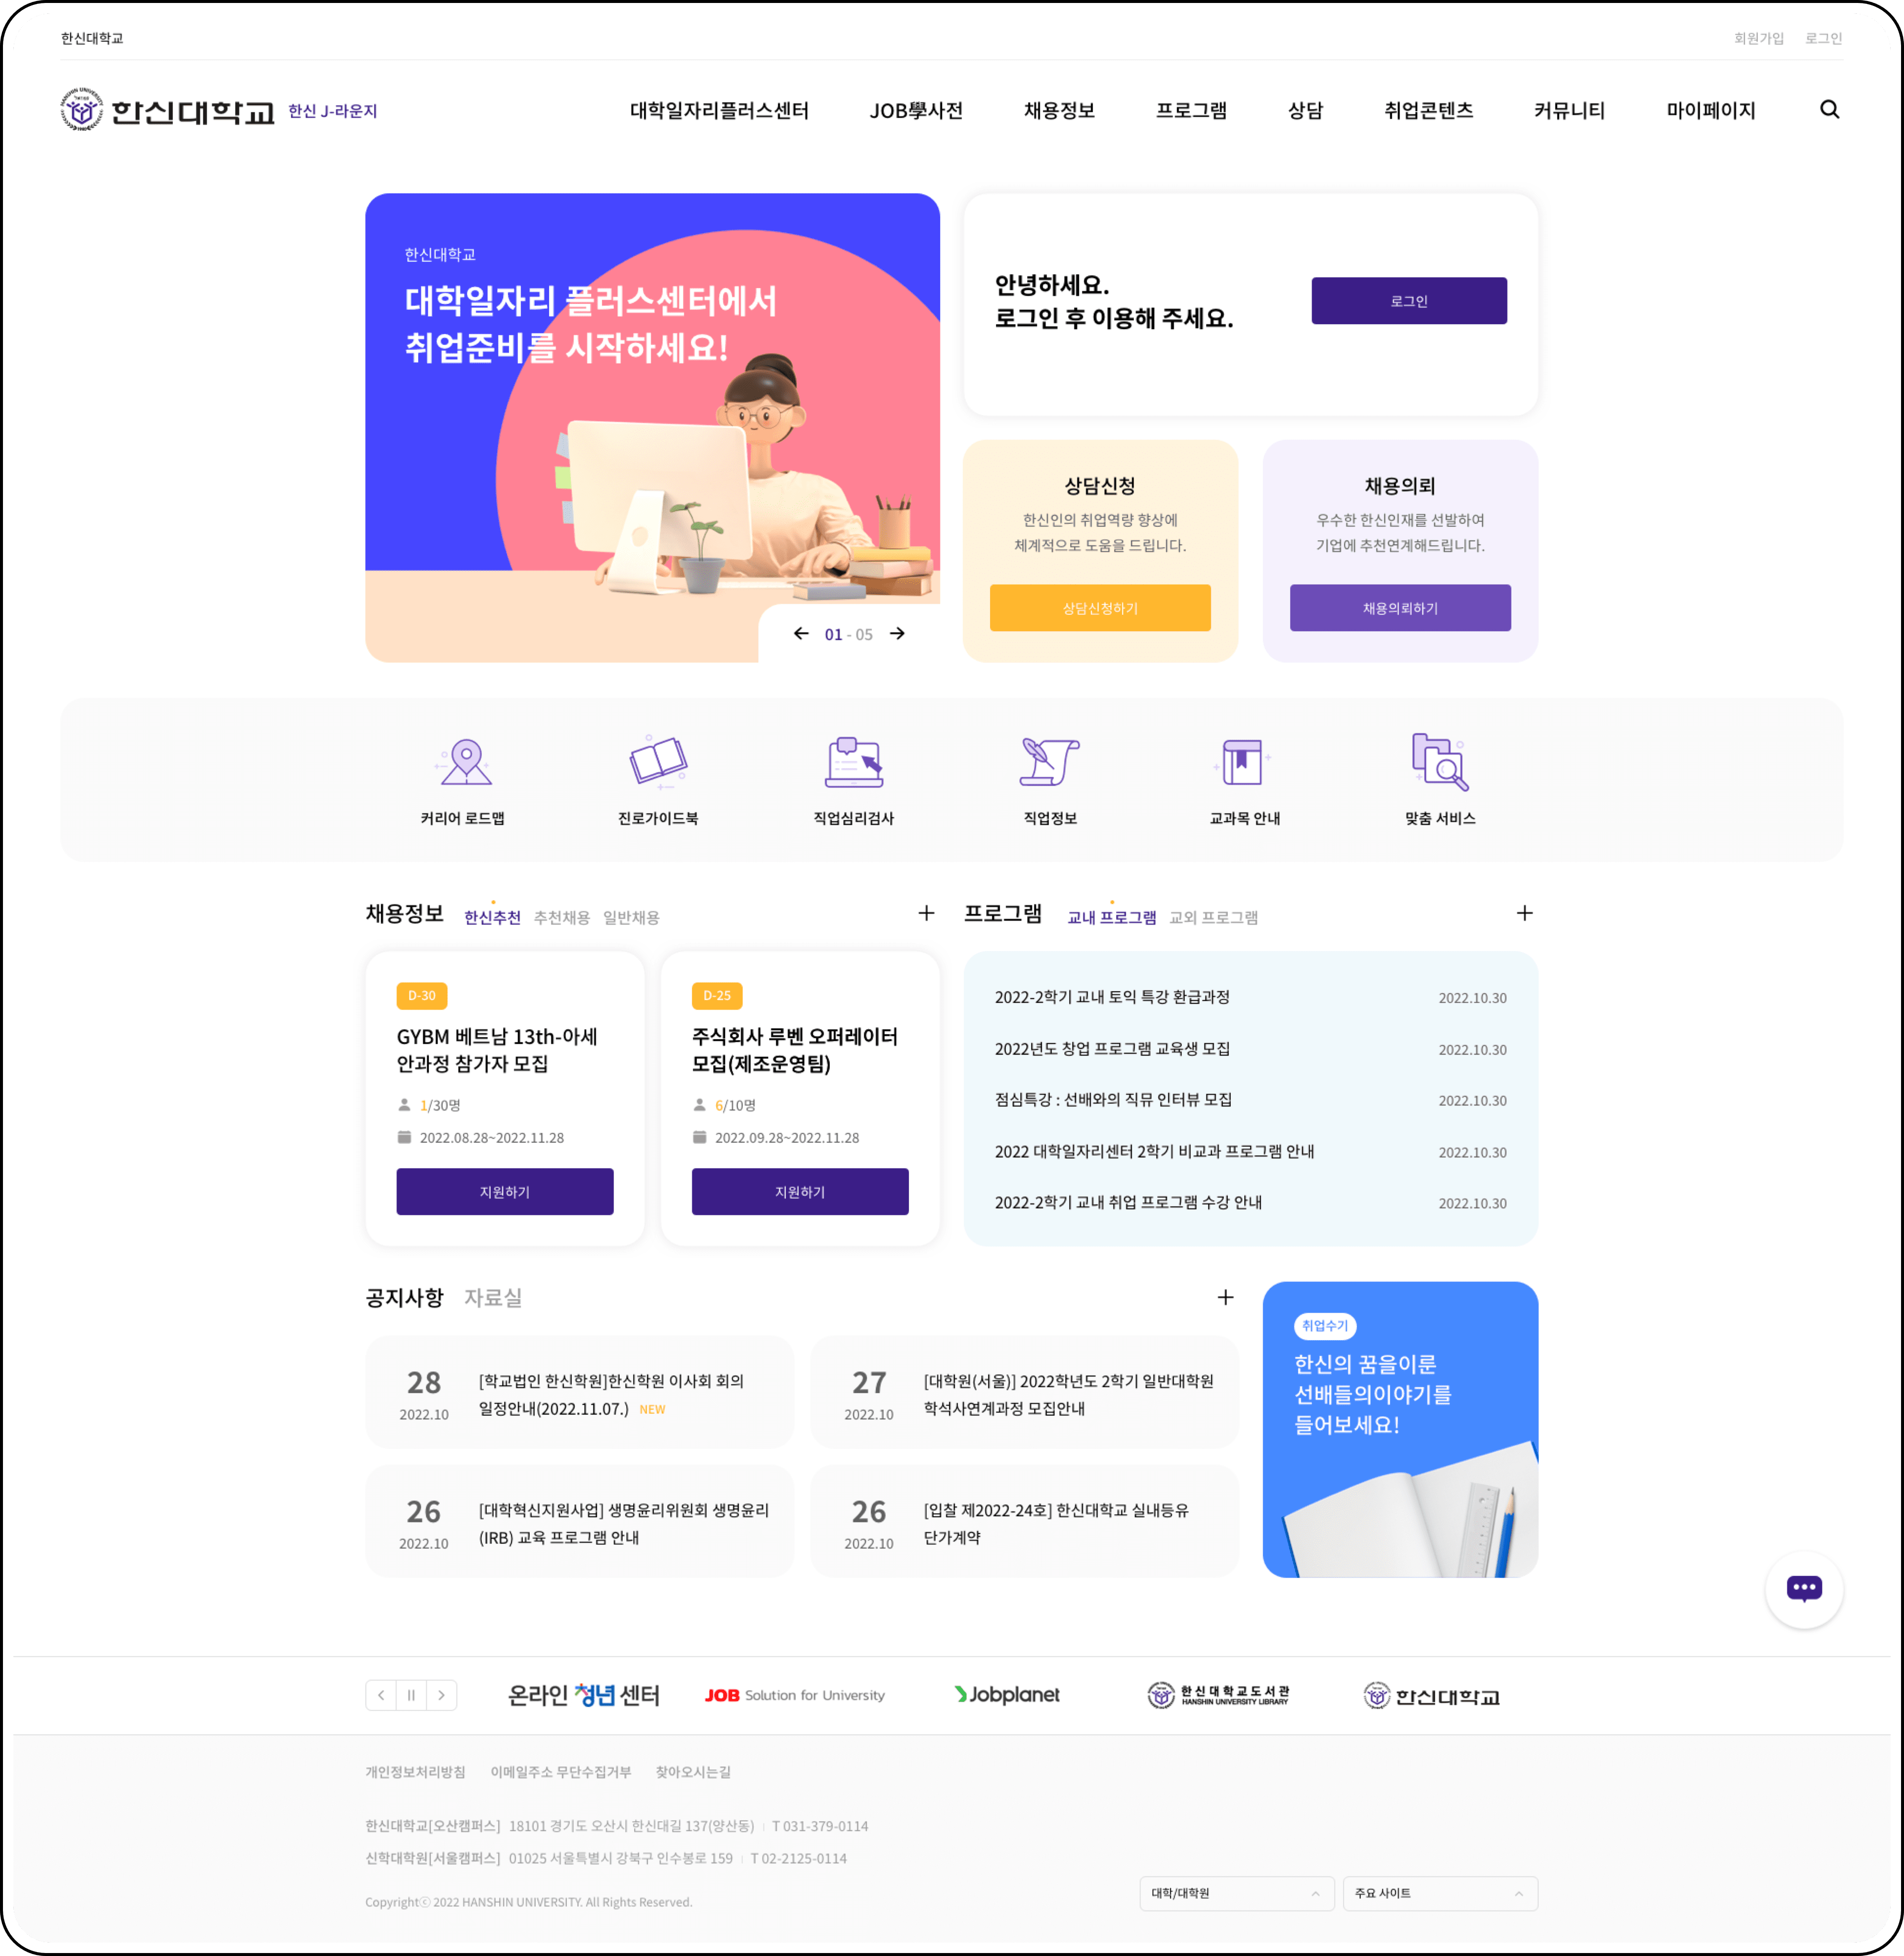 한신대학교
회원가입 로그인
한신대학교 한신 J-라운지
대학일자리플러스센터 JOB學사전 채용정보 프로그램 상담 취업콘텐츠 커뮤니티 마이페이지
한신대학교
대학일자리 플러스센터에서
취업준비를 시작하세요!
01 - 05
안녕하세요.
로그인 후 이용해 주세요.
로그인
상담신청
한신인의 취업역량 향상에
체계적으로 도움을 드립니다.
상담신청하기
채용의뢰
우수한 한신인재를 선발하여
기업에 추천연계해드립니다.
채용의뢰하기
커리어 로드맵
진로가이드북
직업심리검사
직업정보
교과목 안내
맞춤 서비스
채용정보 한신추천 추천채용 일반채용
D-30
GYBM 베트남 13th-아세
안과정 참가자 모집
1/30명
2022.08.28~2022.11.28
지원하기
D-25
주식회사 루벤 오퍼레이터
모집(제조운영팀)
6/10명
2022.09.28~2022.11.28
지원하기
프로그램 교내 프로그램 교외 프로그램
2022-2학기 교내 토익 특강 환급과정 2022.10.30
2022년도 창업 프로그램 교육생 모집 2022.10.30
점심특강 : 선배와의 직뮤 인터뷰 모집 2022.10.30
2022 대학일자리센터 2학기 비교과 프로그램 안내 2022.10.30
2022-2학기 교내 취업 프로그램 수강 안내 2022.10.30
공지사항 자료실
28
2022.10
[학교법인 한신학원]한신학원 이사회 회의
일정안내(2022.11.07.) NEW
27
2022.10
[대학원(서울)] 2022학년도 2학기 일반대학원
학석사연계과정 모집안내
26
2022.10
[대학혁신지원사업] 생명윤리위원회 생명윤리
(IRB) 교육 프로그램 안내
26
2022.10
[입찰 제2022-24호] 한신대학교 실내등유
단가계약
취업수기
한신의 꿈을이룬
선배들의이야기를
들어보세요!
온라인 청년 센터
JOB Solution for University
Jobplanet
한신대학교도서관
HANSHIN UNIVERSITY LIBRARY
한신대학교
개인정보처리방침 이메일주소 무단수집거부 찾아오시는길
한신대학교[오산캠퍼스] 18101 경기도 오산시 한신대길 137(양산동) T 031-379-0114
신학대학원[서울캠퍼스] 01025 서울특별시 강북구 인수봉로 159 T 02-2125-0114
Copyrightⓒ 2022 HANSHIN UNIVERSITY. All Rights Reserved.
대학/대학원
주요 사이트